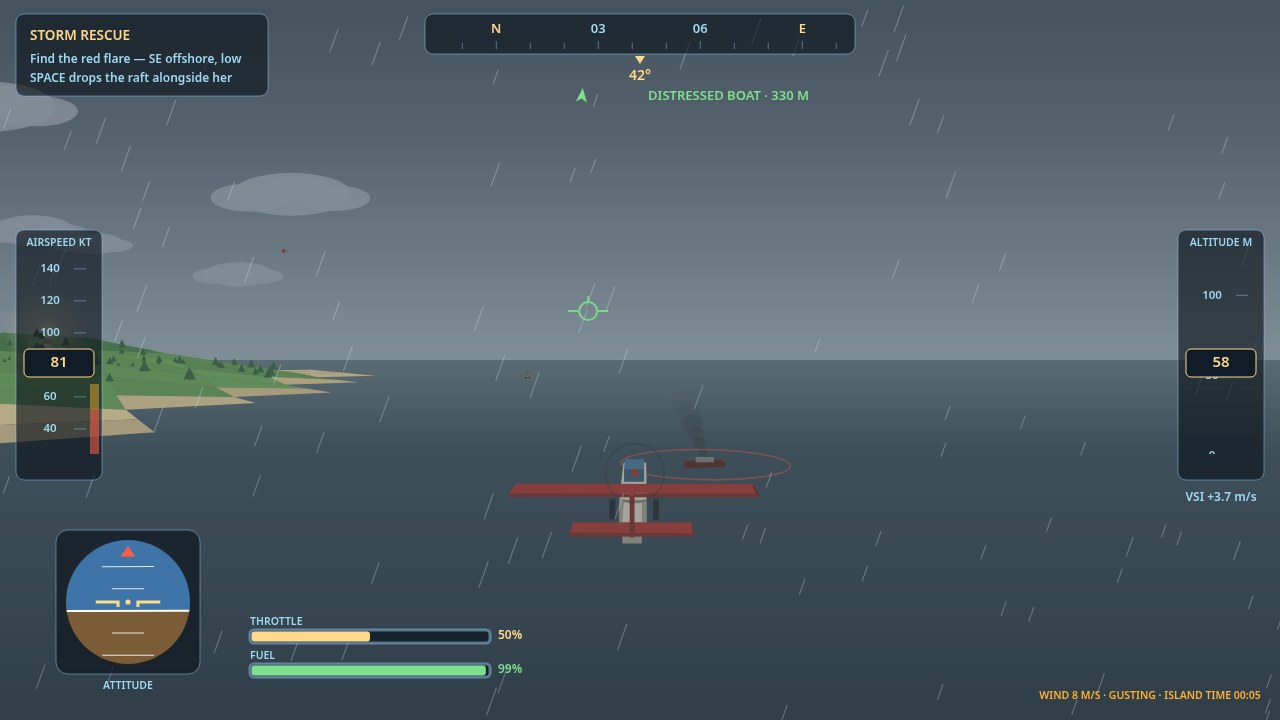 STORM RESCUE
Find the red flare — SE offshore, low
SPACE drops the raft alongside her
N 03 06 E
42°
DISTRESSED BOAT · 330 M
AIRSPEED KT
140
120
100
81
60
40
ALTITUDE M
100
58
VSI +3.7 m/s
ATTITUDE
THROTTLE
50%
FUEL
99%
WIND 8 M/S · GUSTING · ISLAND TIME 00:05